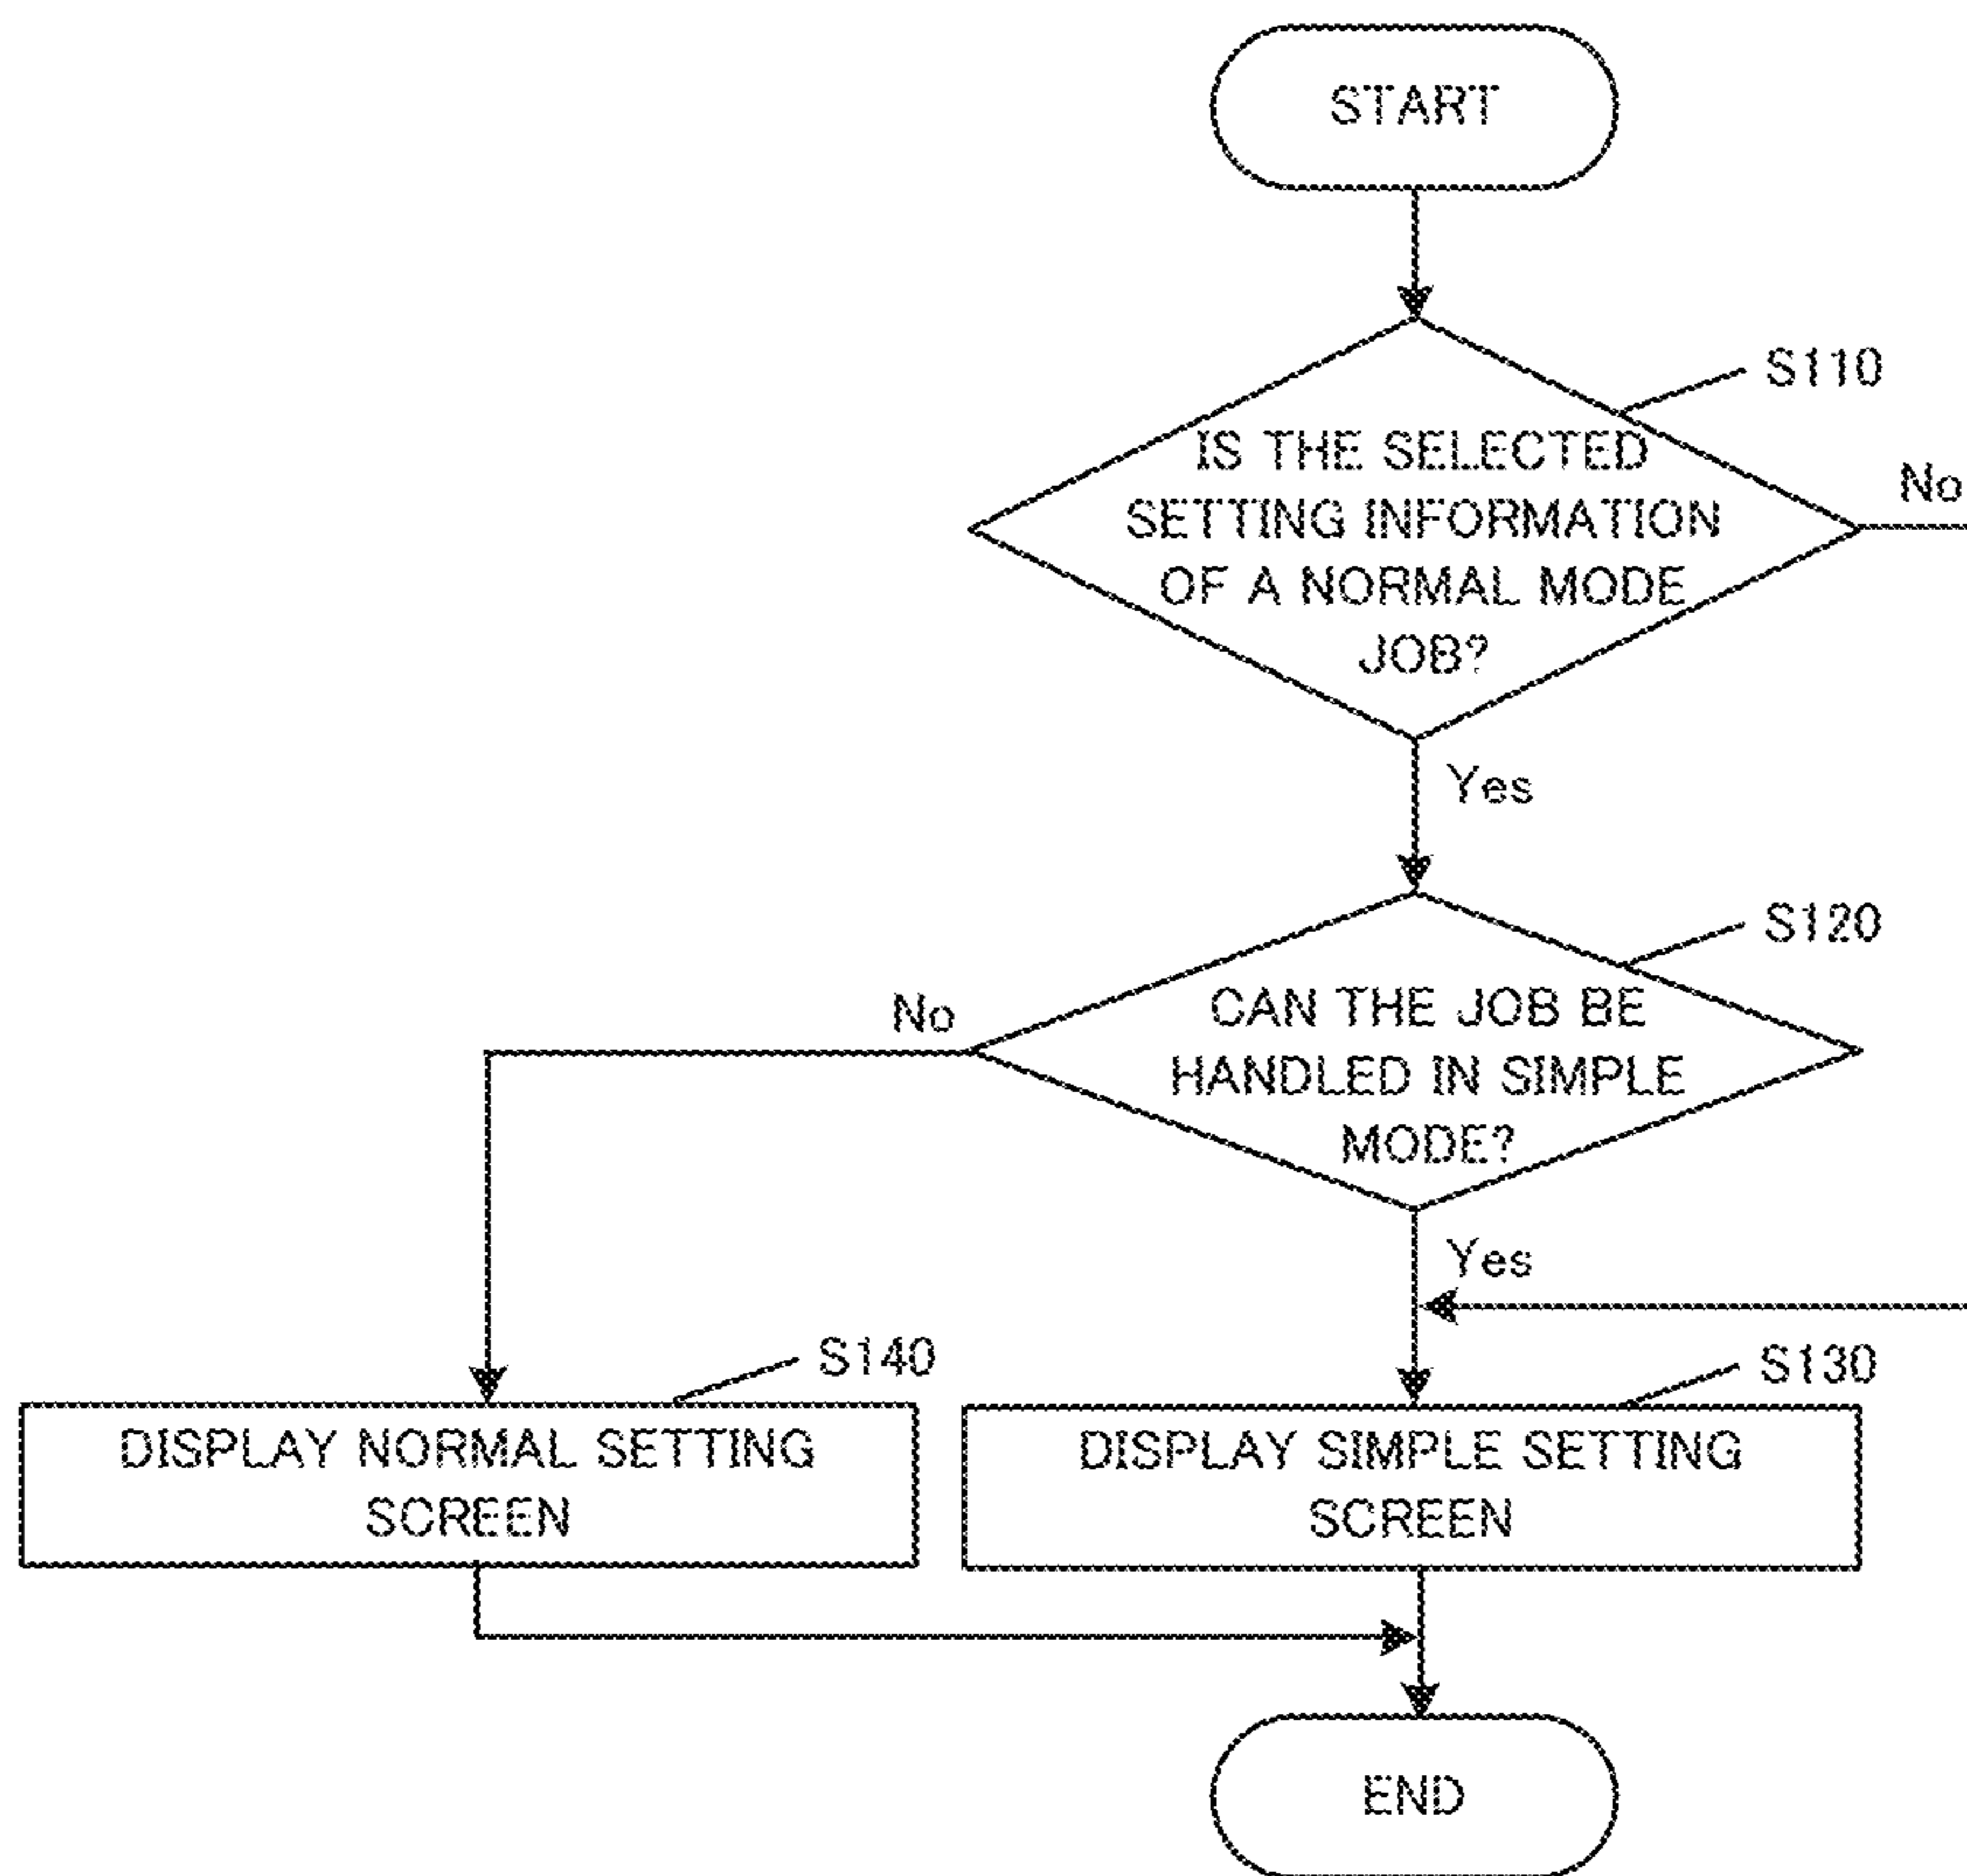 START
S110
IS THE SELECTED
SETTING INFORMATION
OF A NORMAL MODE
JOB?
No
Yes
S120
CAN THE JOB BE
HANDLED IN SIMPLE
MODE?
No
Yes
S140
DISPLAY NORMAL SETTING
SCREEN
S130
DISPLAY SIMPLE SETTING
SCREEN
END